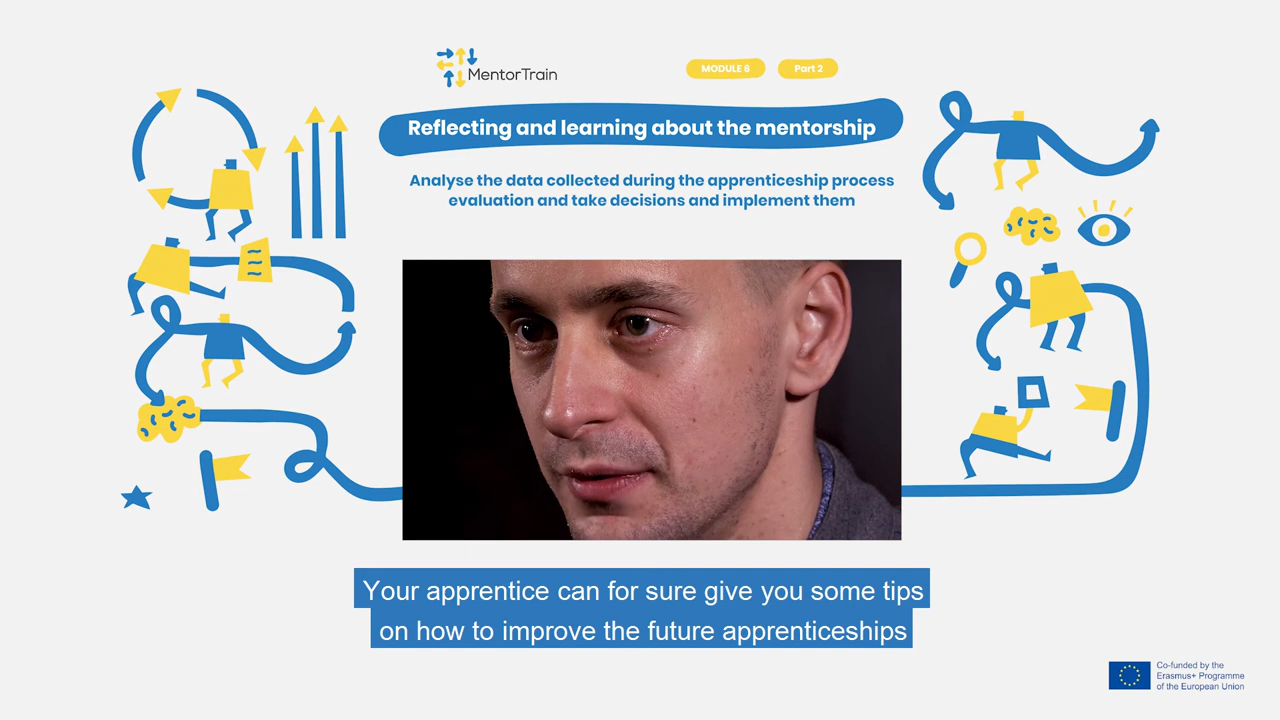 MentorTrain
MODULE 6
Part 2
Reflecting and learning about the mentorship
Analyse the data collected during the apprenticeship process
evaluation and take decisions and implement them
Your apprentice can for sure give you some tips
on how to improve the future apprenticeships
Co-funded by the
Erasmus+ Programme
of the European Union